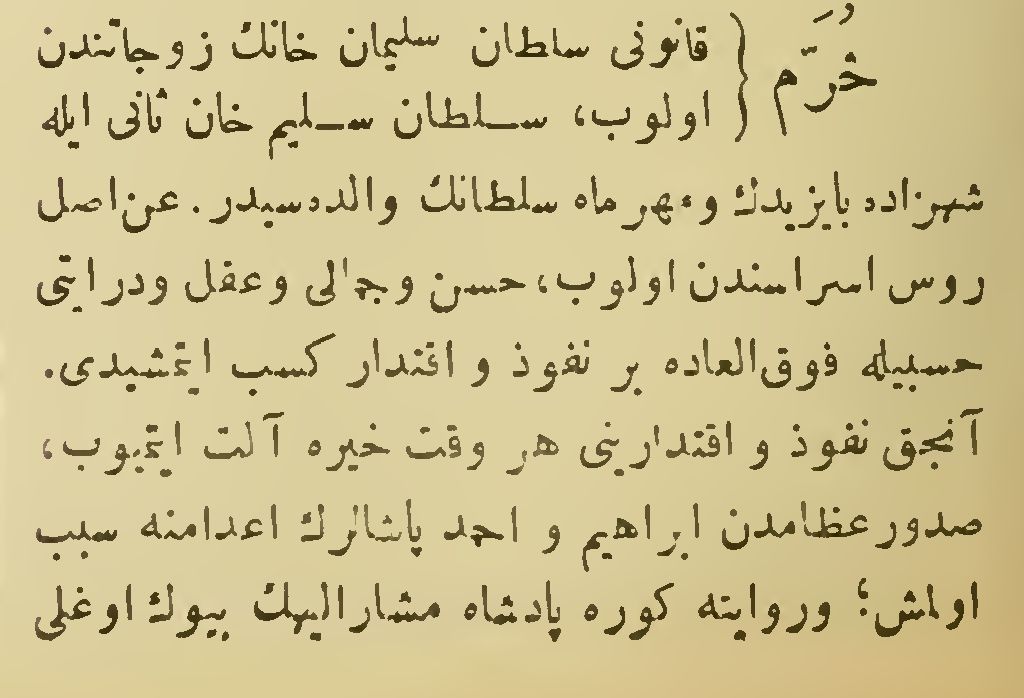 خُرَّم { قانونی سلطان سلیمان خانك زوجاتندن
اولوب، سلطان سلیم خان ثانی ایله
شهزاده بایزیدك و مهر ماه سلطانك والده‌سیدر. عن اصل
روس اسراسندن اولوب، حسن وجمالی وعقل ودرایتی
حسبیله فوق‌العاده بر نفوذ و اقتدار کسب ایتمشیدی.
آنجق نفوذ و اقتدارینی هر وقت خیره آلت ایتمیوب،
صدور عظامدن ابراهیم و احمد پاشالرك اعدامنه سبب
اولمش؛ وروایته کوره پادشاه مشارالیهك بیوك اوغلی